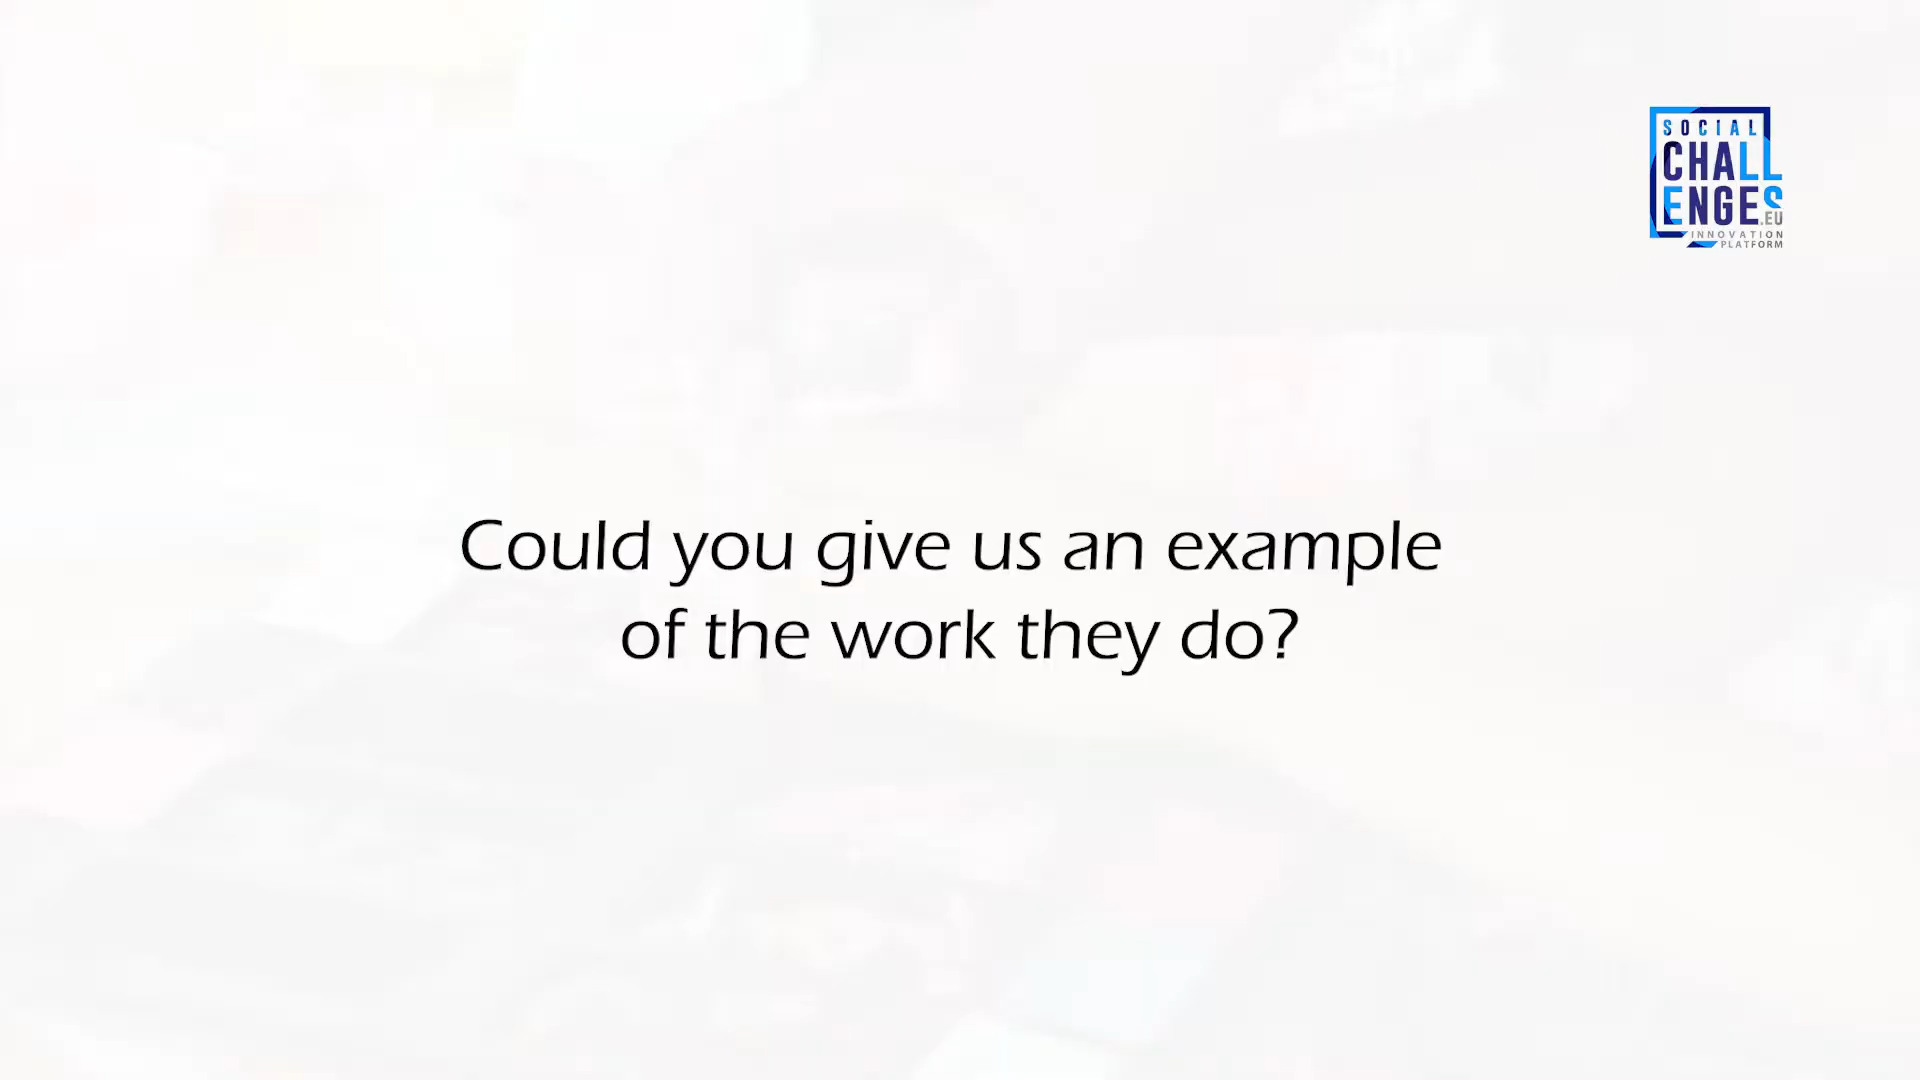 SOCIAL
CHALL
ENGES.EU
INNOVATION
PLATFORM
Could you give us an example
of the work they do?